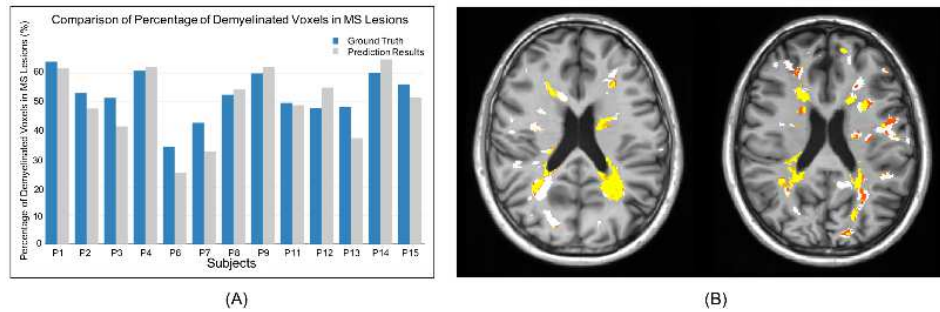 Comparison of Percentage of Demyelinated Voxels in MS Lesions
Ground Truth
Prediction Results
Percentage of Demyelinated Voxels in MS Lesions (%)
60
50
40
30
20
10
0
P1 P2 P3 P4 P6 P7 P8 P9 P11 P12 P13 P14 P15
Subjects
(A)
(B)